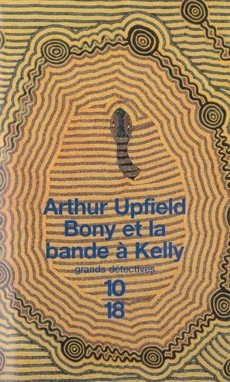 Arthur Upfield
Bony et la
bande à Kelly
grands détectives
10
18